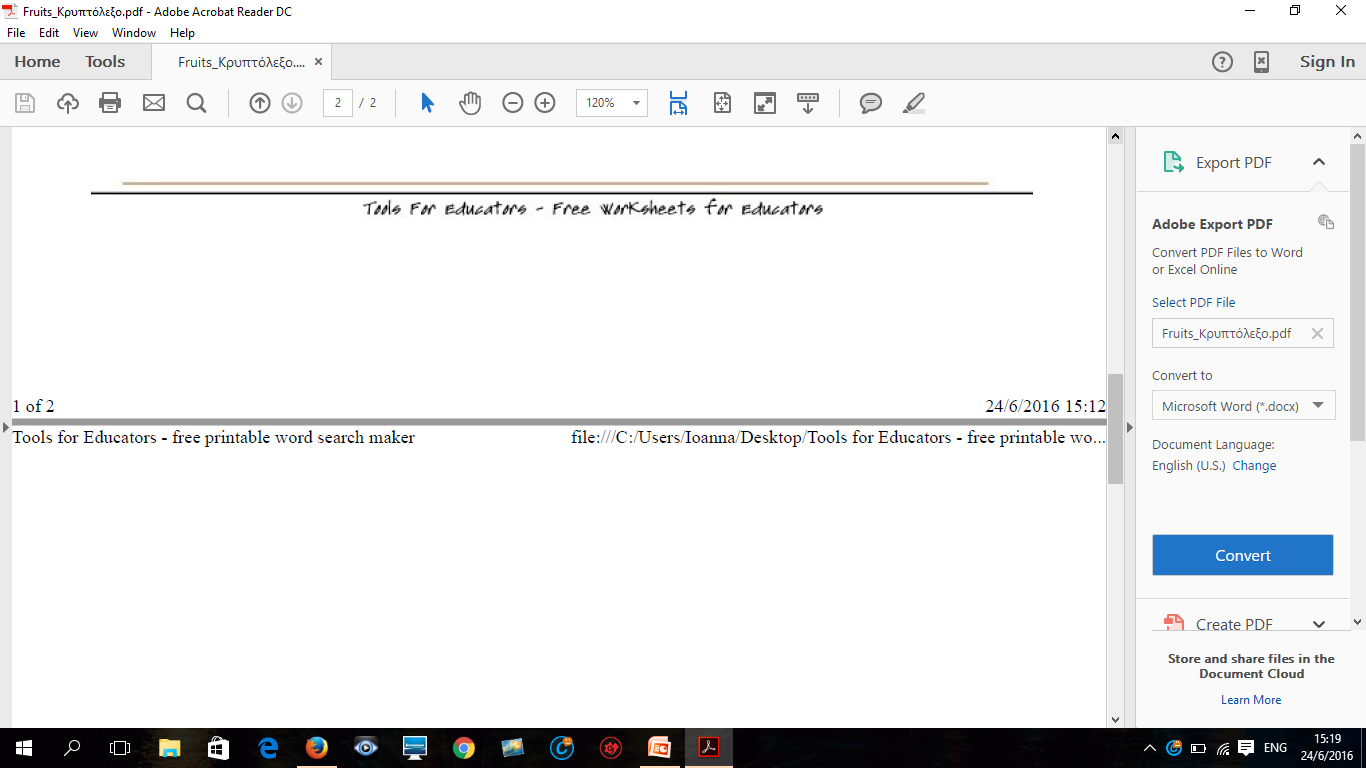 Fruits_Κρυπτόλεξο.pdf - Adobe Acrobat Reader DC
File Edit View Window Help
Home Tools Fruits_Κρυπτόλεξο.... × Sign In
2 / 2 120%
Tools For Educators - Free Worksheets for Educators
1 of 2 24/6/2016 15:12
Tools for Educators - free printable word search maker file:///C:/Users/Ioanna/Desktop/Tools for Educators - free printable wo...
Export PDF
Adobe Export PDF
Convert PDF Files to Word
or Excel Online
Select PDF File
Fruits_Κρυπτόλεξο.pdf
Convert to
Microsoft Word (*.docx)
Document Language:
English (U.S.) Change
Convert
Create PDF
Store and share files in the
Document Cloud
Learn More
ENG
15:19
24/6/2016